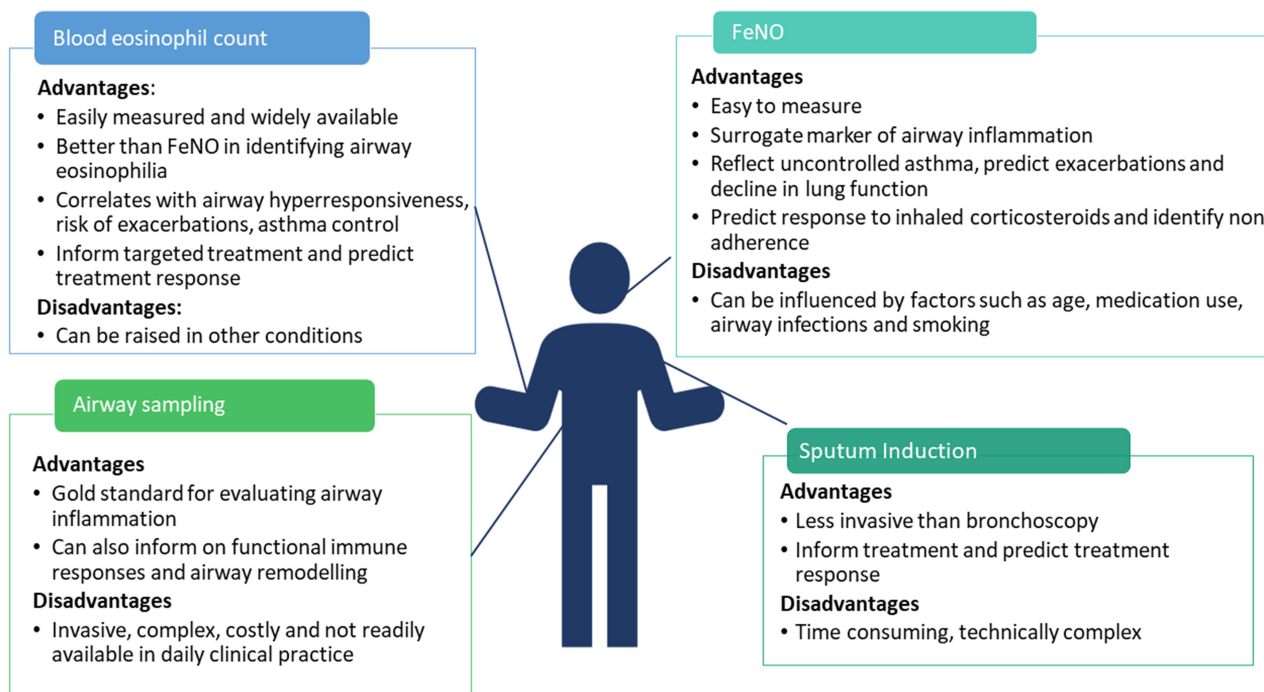 Blood eosinophil count
Advantages:
• Easily measured and widely available
• Better than FeNO in identifying airway
eosinophilia
• Correlates with airway hyperresponsiveness,
risk of exacerbations, asthma control
• Inform targeted treatment and predict
treatment response
Disadvantages:
• Can be raised in other conditions
FeNO
Advantages
• Easy to measure
• Surrogate marker of airway inflammation
• Reflect uncontrolled asthma, predict exacerbations and
decline in lung function
• Predict response to inhaled corticosteroids and identify non
adherence
Disadvantages
• Can be influenced by factors such as age, medication use,
airway infections and smoking
Airway sampling
Advantages
• Gold standard for evaluating airway
inflammation
• Can also inform on functional immune
responses and airway remodelling
Disadvantages
• Invasive, complex, costly and not readily
available in daily clinical practice
Sputum Induction
Advantages
• Less invasive than bronchoscopy
• Inform treatment and predict treatment
response
Disadvantages
• Time consuming, technically complex